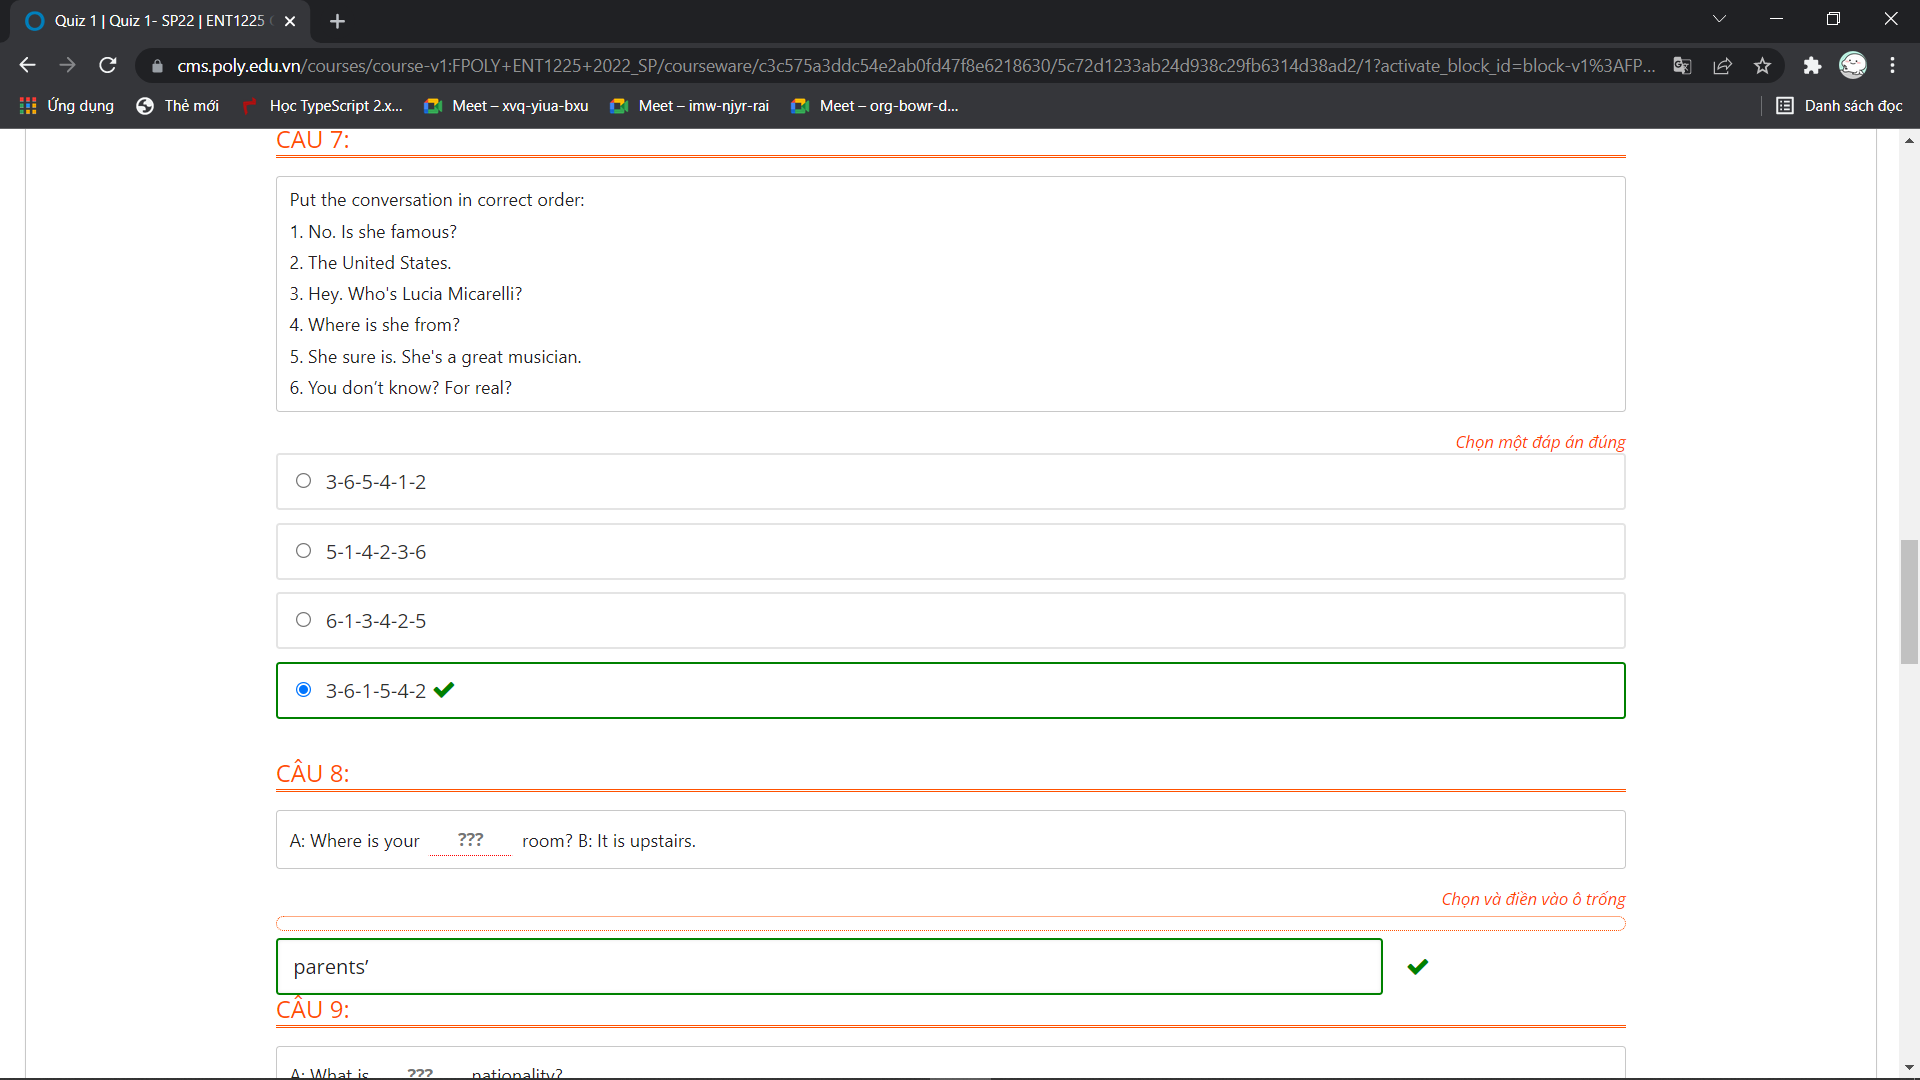 Quiz 1 | Quiz 1- SP22 | ENT1225
cms.poly.edu.vn/courses/course-v1:FPOLY+ENT1225+2022_SP/courseware/c3c575a3ddc54e2ab0fd47f8e6218630/5c72d1233ab24d938c29fb6314d38ad2/1?activate_block_id=block-v1%3AFP...
Ứng dụng
Thẻ mới
Học TypeScript 2.x...
Meet – xvq-yiua-bxu
Meet – imw-njyr-rai
Meet – org-bowr-d...
Danh sách đọc
CÂU 7:
Put the conversation in correct order:
1. No. Is she famous?
2. The United States.
3. Hey. Who's Lucia Micarelli?
4. Where is she from?
5. She sure is. She's a great musician.
6. You don’t know? For real?
Chọn một đáp án đúng
3-6-5-4-1-2
5-1-4-2-3-6
6-1-3-4-2-5
3-6-1-5-4-2
CÂU 8:
A: Where is your ??? room? B: It is upstairs.
Chọn và điền vào ô trống
parents’
CÂU 9:
A: What is ??? nationality?